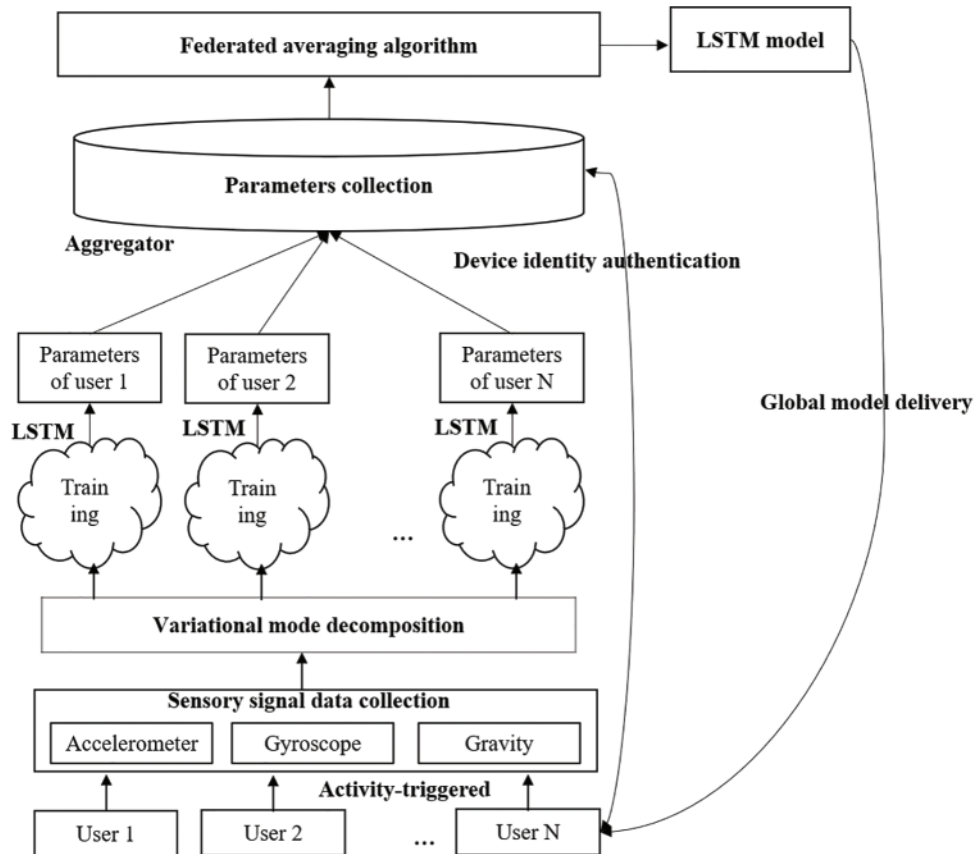 Federated averaging algorithm
LSTM model
Parameters collection
Aggregator
Device identity authentication
Parameters
of user 1
Parameters
of user 2
Parameters
of user N
Global model delivery
LSTM
LSTM
LSTM
Train
ing
Train
ing
Train
ing
...
Variational mode decomposition
Sensory signal data collection
Accelerometer
Gyroscope
Gravity
Activity-triggered
User 1
User 2
...
User N